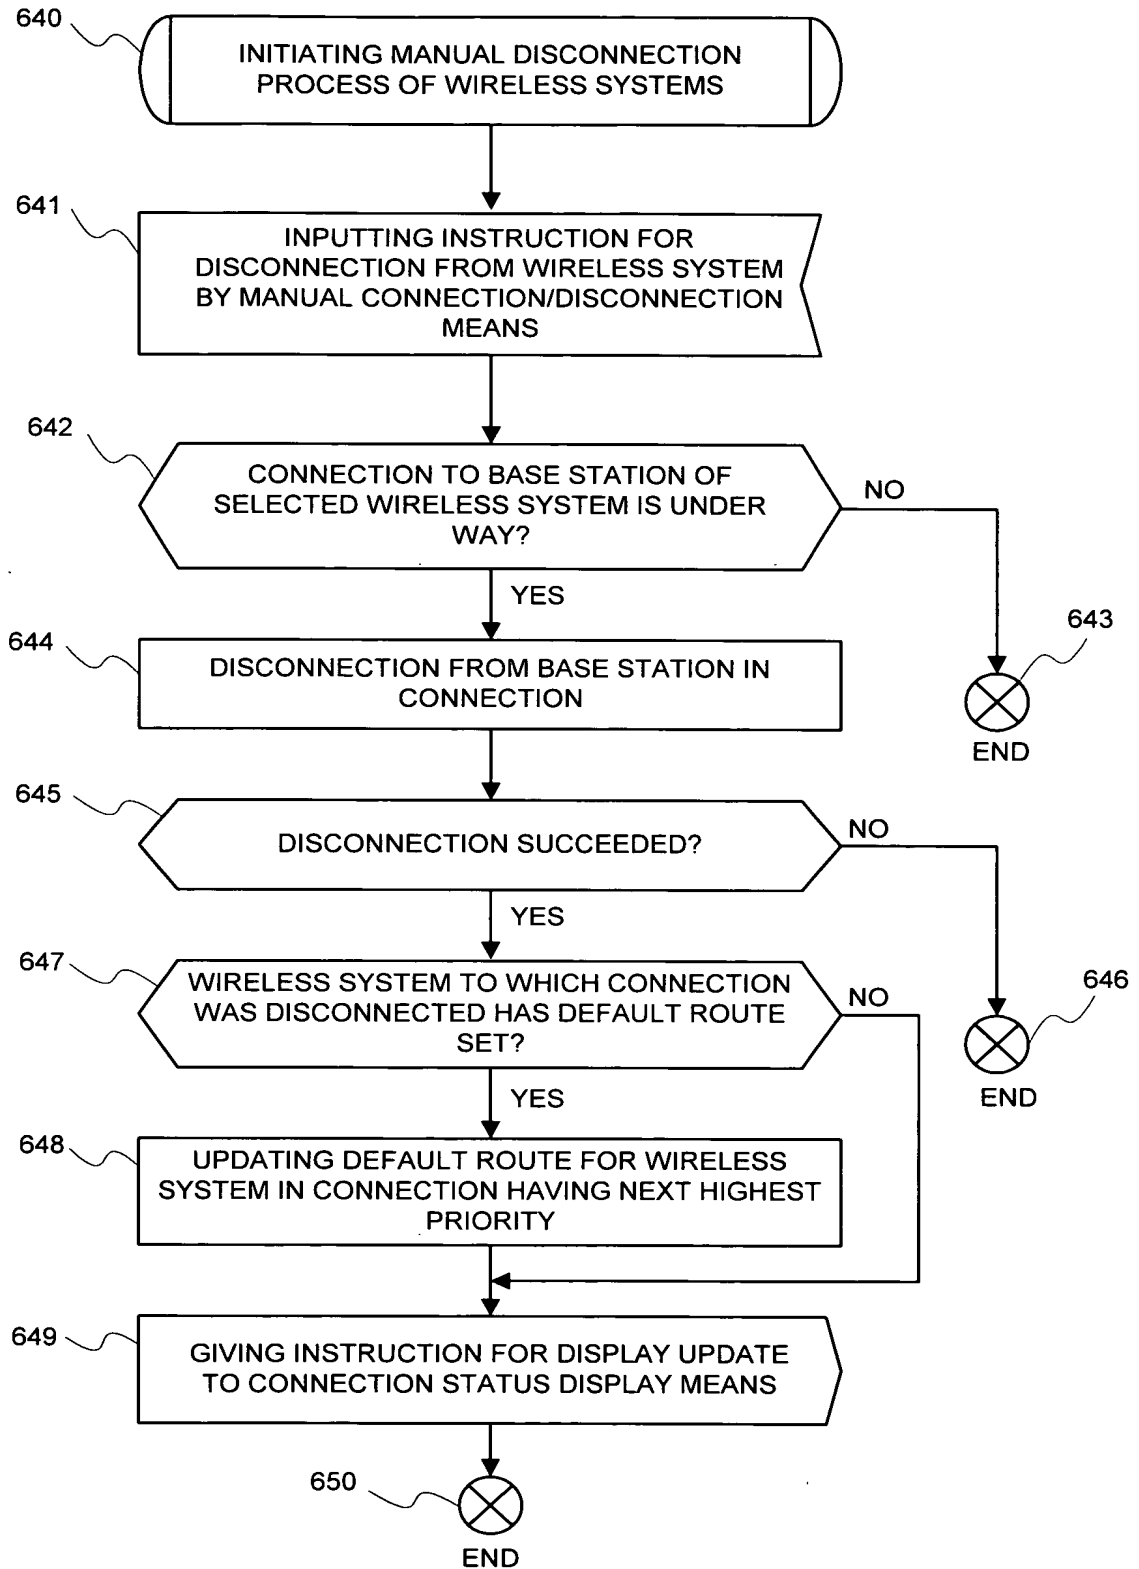 640
INITIATING MANUAL DISCONNECTION
PROCESS OF WIRELESS SYSTEMS
641
INPUTTING INSTRUCTION FOR
DISCONNECTION FROM WIRELESS SYSTEM
BY MANUAL CONNECTION/DISCONNECTION
MEANS
642
CONNECTION TO BASE STATION OF
SELECTED WIRELESS SYSTEM IS UNDER
WAY?
NO
YES
643
END
644
DISCONNECTION FROM BASE STATION IN
CONNECTION
645
DISCONNECTION SUCCEEDED?
NO
YES
646
END
647
WIRELESS SYSTEM TO WHICH CONNECTION
WAS DISCONNECTED HAS DEFAULT ROUTE
SET?
NO
YES
648
UPDATING DEFAULT ROUTE FOR WIRELESS
SYSTEM IN CONNECTION HAVING NEXT HIGHEST
PRIORITY
649
GIVING INSTRUCTION FOR DISPLAY UPDATE
TO CONNECTION STATUS DISPLAY MEANS
650
END